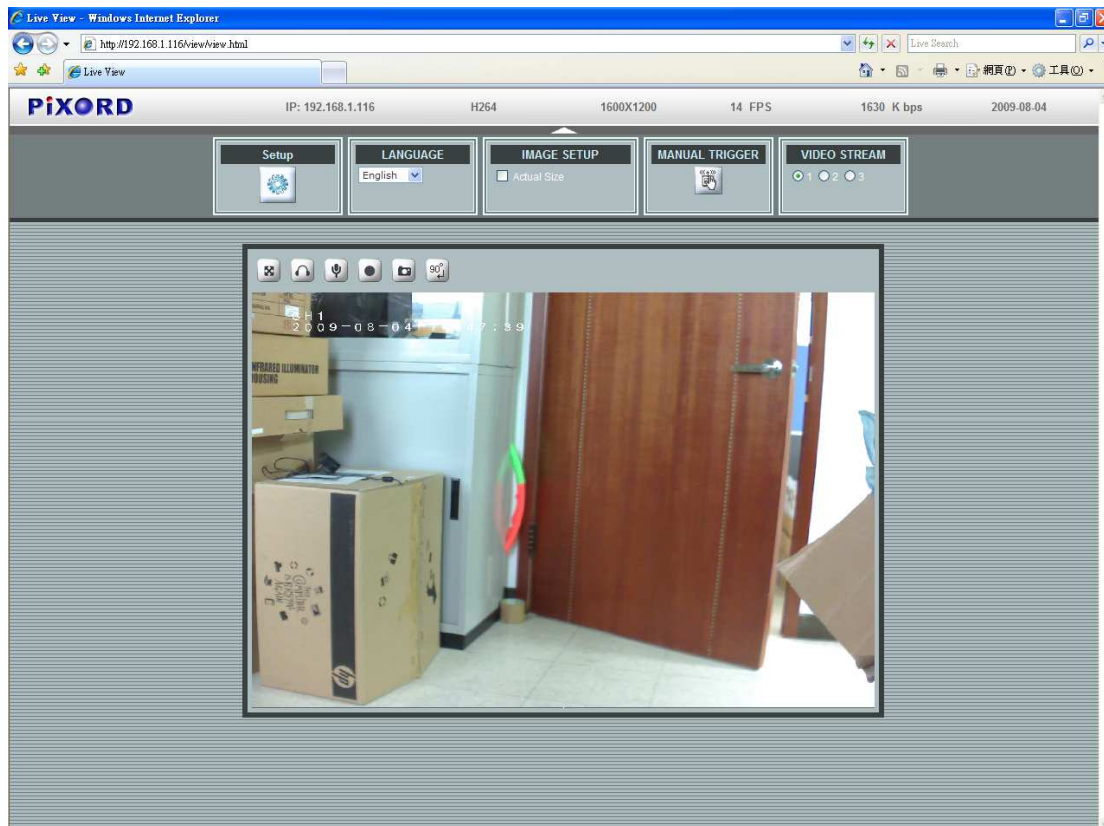 Live View - Windows Internet Explorer
http://192.168.1.116/view/view.html
Live Search
Live View
網頁(P)
工具(O)
PiXORD
IP: 192.168.1.116
H264
1600X1200
14 FPS
1630 K bps
2009-08-04
Setup
LANGUAGE
IMAGE SETUP
MANUAL TRIGGER
VIDEO STREAM
English
Actual Size
1 2 3
90°
2009-08-04
INFRARED ILLUMINATOR
HOUSING
hp